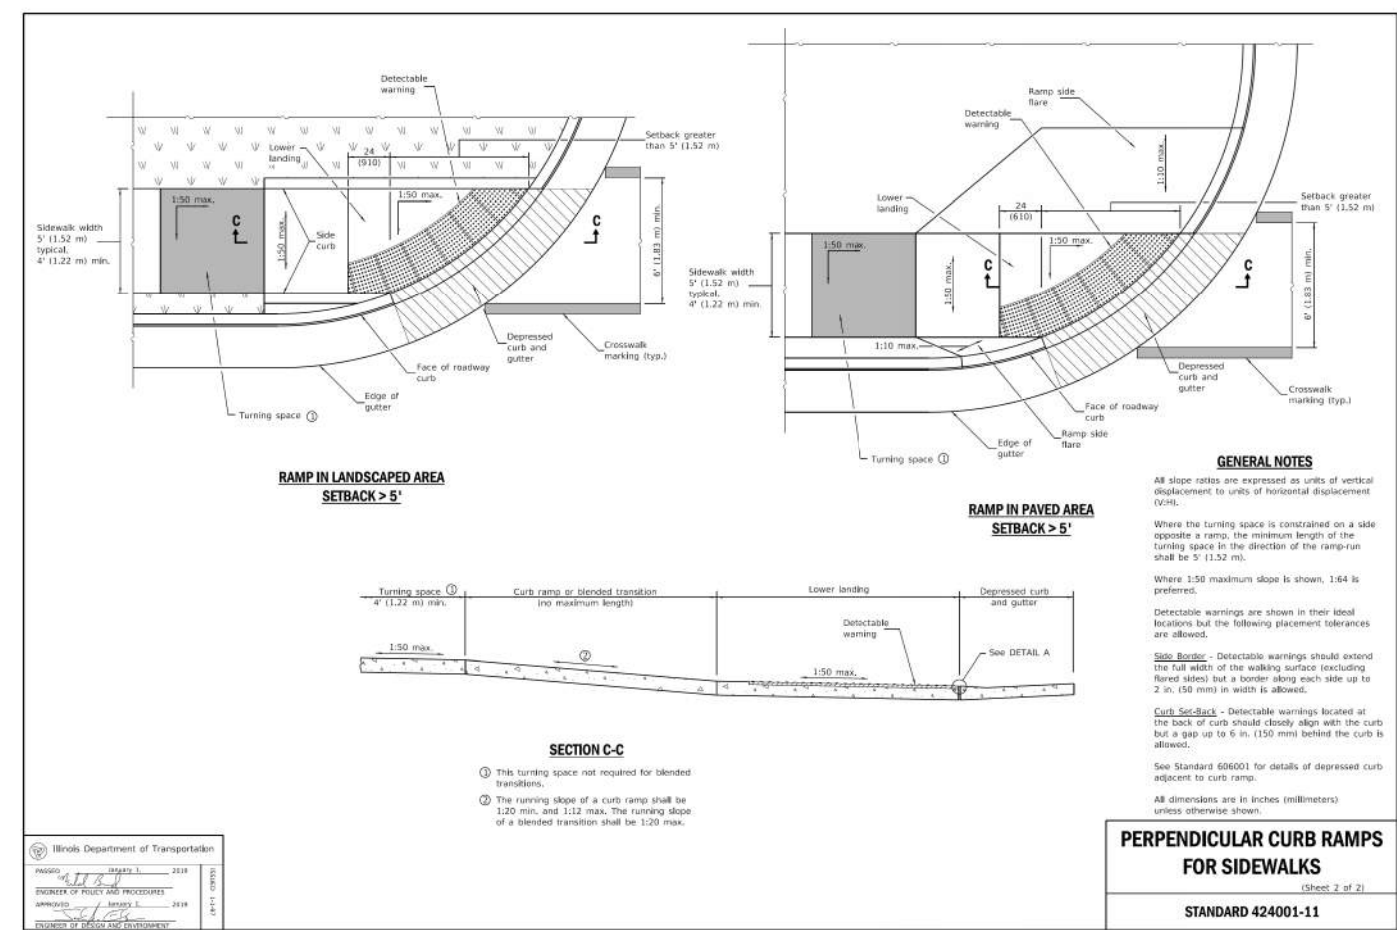 Detectable
warning
Setback greater
than 5' (1.52 m)
Lower
landing
24
(910)
1:50 max.
1:50 max.
C
C
Sidewalk width
5' (1.52 m)
typical,
4' (1.22 m) min.
1:50 max.
Side
curb
6' (1.83 m) min.
Depressed
curb and
gutter
Crosswalk
marking (typ.)
Face of roadway
curb
Edge of
gutter
Turning space ①
RAMP IN LANDSCAPED AREA
SETBACK > 5'
Ramp side
flare
Detectable
warning
1:10 max.
Lower
landing
Setback greater
than 5' (1.52 m)
24
(610)
1:50 max.
1:50 max.
C
C
Sidewalk width
5' (1.52 m)
typical,
4' (1.22 m) min.
1:50 max.
6' (1.83 m) min.
1:10 max.
Depressed
curb and
gutter
Crosswalk
marking (typ.)
Face of roadway
curb
Ramp side
flare
Edge of
gutter
Turning space ①
RAMP IN PAVED AREA
SETBACK > 5'
GENERAL NOTES
All slope ratios are expressed as units of vertical
displacement to units of horizontal displacement
(V:H).
Where the turning space is constrained on a side
opposite a ramp, the minimum length of the
turning space in the direction of the ramp-run
shall be 5' (1.52 m).
Where 1:50 maximum slope is shown, 1:64 is
preferred.
Detectable warnings are shown in their ideal
locations but the following placement tolerances
are allowed.
Side Border - Detectable warnings should extend
the full width of the walking surface (excluding
flared sides) but a border along each side up to
2 in. (50 mm) in width is allowed.
Curb Set-Back - Detectable warnings located at
the back of curb should closely align with the curb
but a gap up to 6 in. (150 mm) behind the curb is
allowed.
See Standard 606001 for details of depressed curb
adjacent to curb ramp.
All dimensions are in inches (millimeters)
unless otherwise shown.
Turning space ①
4' (1.22 m) min.
Curb ramp or blended transition
(no maximum length)
Lower landing
Depressed curb
and gutter
Detectable
warning
See DETAIL A
1:50 max.
②
1:50 max.
SECTION C-C
① This turning space not required for blended
transitions.
② The running slope of a curb ramp shall be
1:20 min. and 1:12 max. The running slope
of a blended transition shall be 1:20 max.
Illinois Department of Transportation
PASSED January 1, 2019
ENGINEER OF POLICY AND PROCEDURES
APPROVED January 1, 2019
ENGINEER OF DESIGN AND ENVIRONMENT
ISSUED 1-1-97
PERPENDICULAR CURB RAMPS
FOR SIDEWALKS
(Sheet 2 of 2)
STANDARD 424001-11